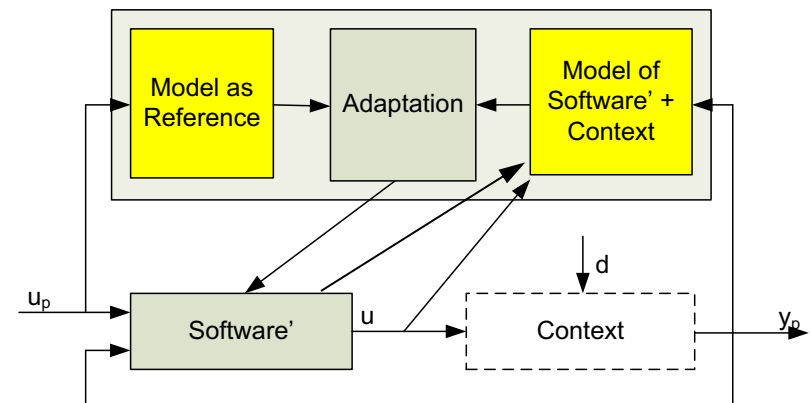 Model as
Reference
Adaptation
Model of
Software’ +
Context
uₚ
Software’
u
d
Context
yₚ